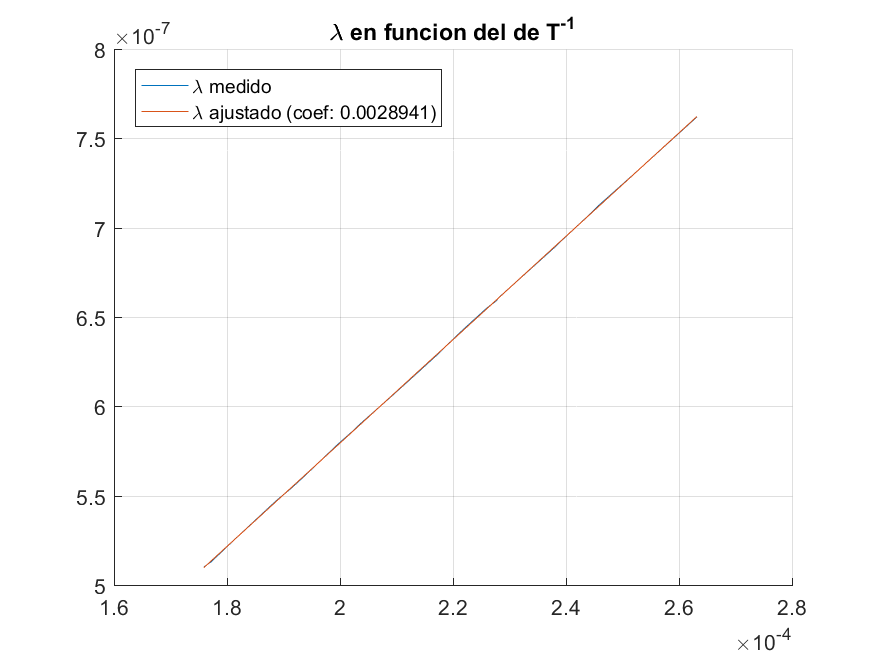 λ en funcion del de T⁻¹
×10⁻⁷
8
λ medido
λ ajustado (coef: 0.0028941)
7.5
7
6.5
6
5.5
5
1.6 1.8 2 2.2 2.4 2.6 2.8
×10⁻⁴